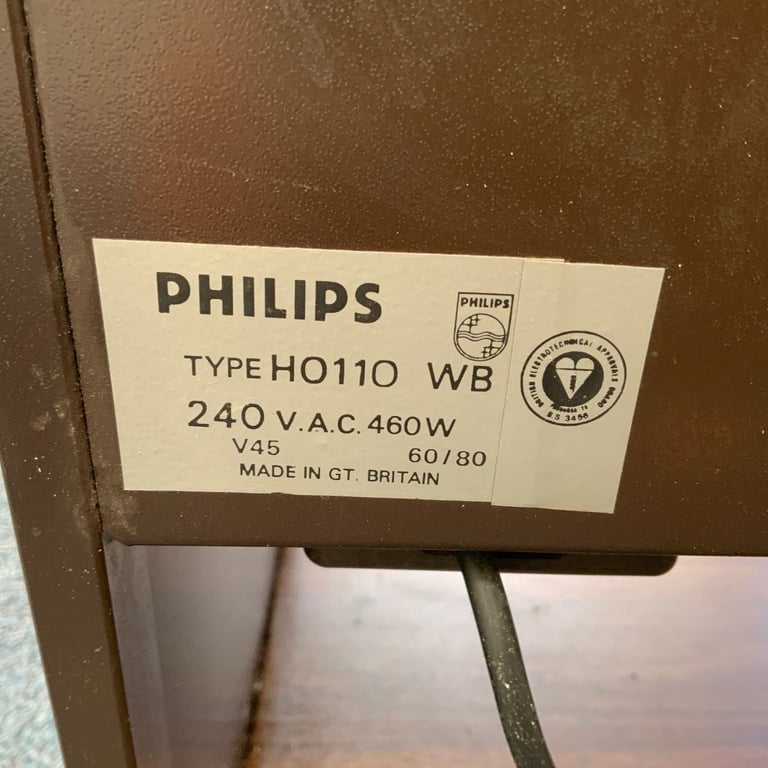 PHILIPS
PHILIPS
TYPE HO110 WB
240 V.A.C. 460W
V45 60/80
MADE IN GT. BRITAIN
BRITISH ELECTROTECHNICAL APPROVALS BOARD
B S 3456